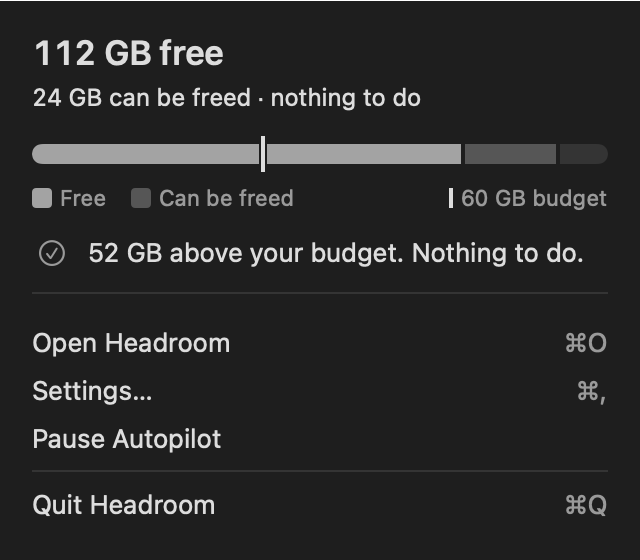 112 GB free
24 GB can be freed · nothing to do
Free Can be freed 60 GB budget
52 GB above your budget. Nothing to do.
Open Headroom ⌘O
Settings... ⌘,
Pause Autopilot
Quit Headroom ⌘Q